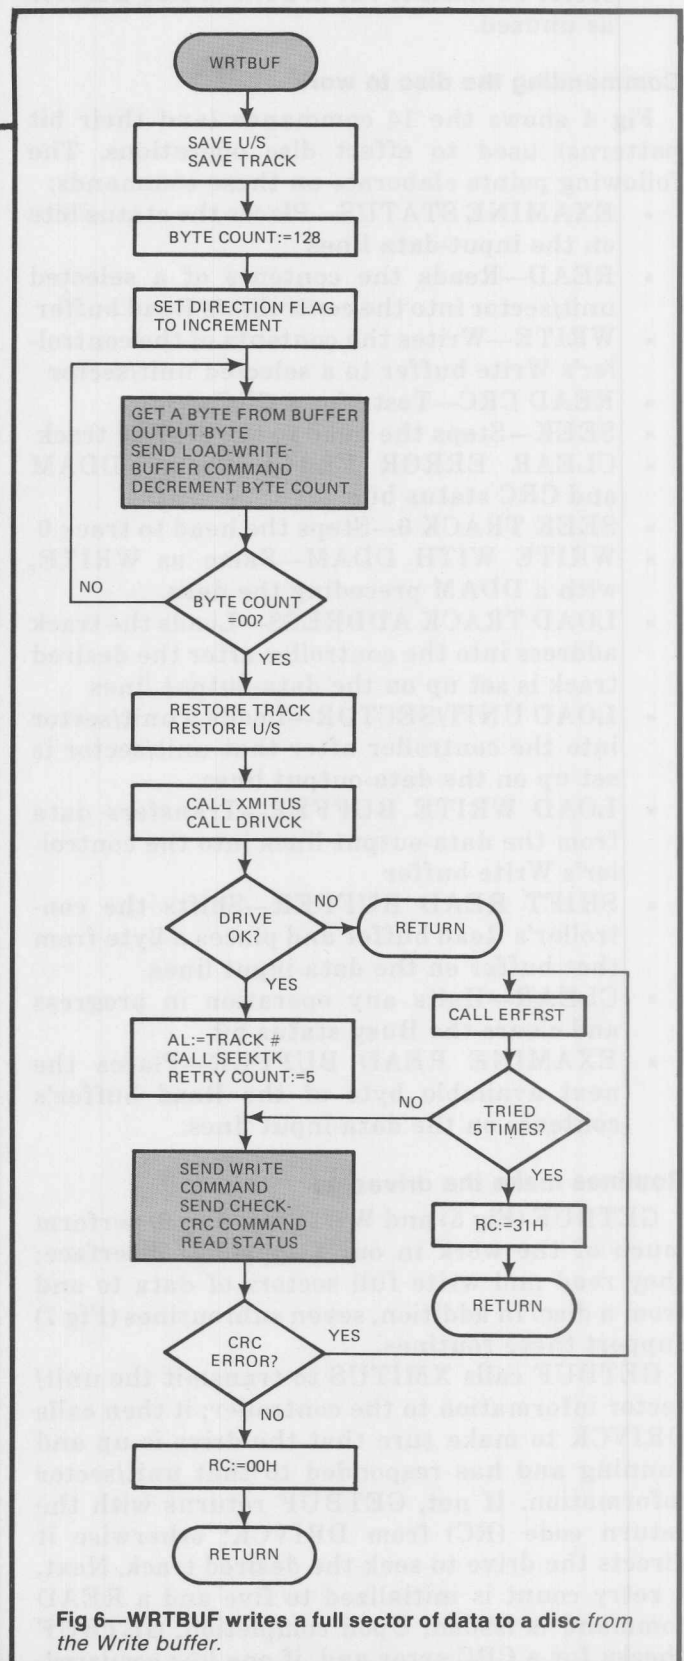 WRTBUF
SAVE U/S
SAVE TRACK
BYTE COUNT:=128
SET DIRECTION FLAG
TO INCREMENT
GET A BYTE FROM BUFFER
OUTPUT BYTE
SEND LOAD-WRITE-
BUFFER COMMAND
DECREMENT BYTE COUNT
NO
BYTE COUNT
=00?
YES
RESTORE TRACK
RESTORE U/S
CALL XMITUS
CALL DRIVCK
DRIVE
OK?
NO
RETURN
YES
AL:=TRACK #
CALL SEEKTK
RETRY COUNT:=5
CALL ERFRST
NO
TRIED
5 TIMES?
YES
RC:=31H
RETURN
SEND WRITE
COMMAND
SEND CHECK-
CRC COMMAND
READ STATUS
CRC
ERROR?
YES
NO
RC:=00H
RETURN
Fig 6—WRTBUF writes a full sector of data to a disc from
the Write buffer.